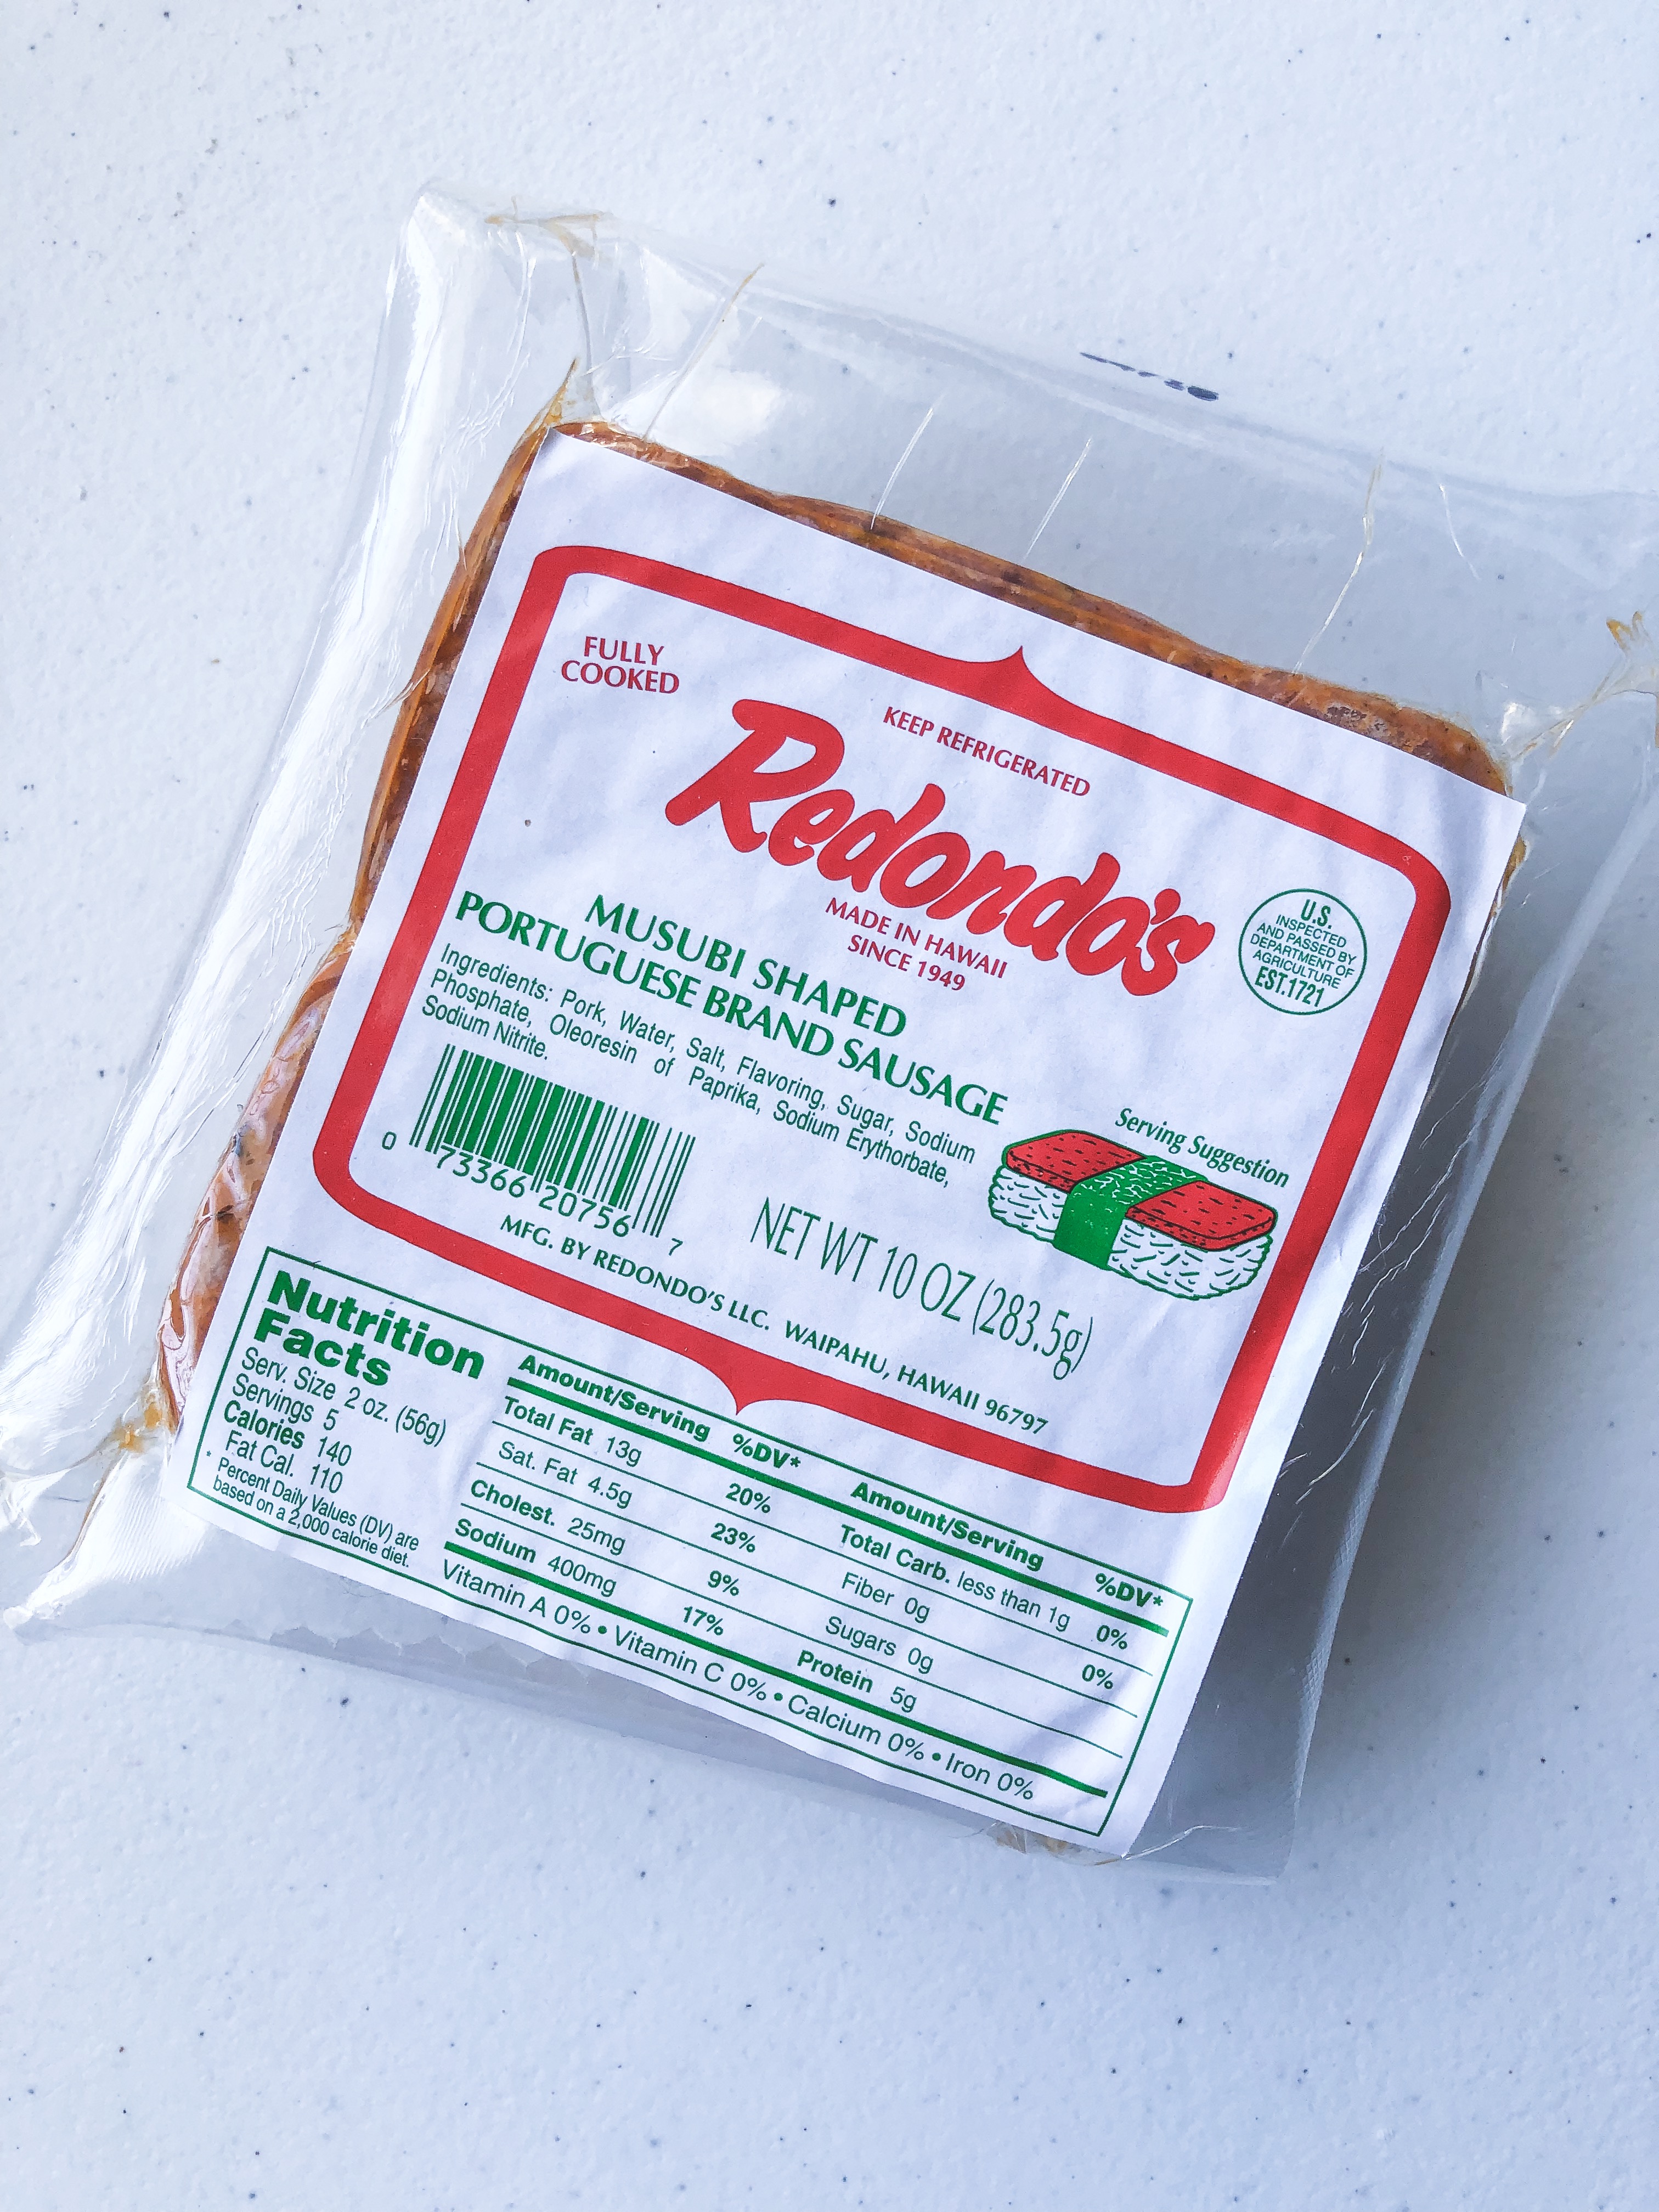 FULLY
COOKED
KEEP REFRIGERATED
Redondo's
MADE IN HAWAII
SINCE 1949
U.S.
INSPECTED
AND PASSED BY
DEPARTMENT OF
AGRICULTURE
EST.1721
MUSUBI SHAPED
PORTUGUESE BRAND SAUSAGE
Ingredients: Pork, Water, Salt, Flavoring, Sugar, Sodium
Phosphate, Oleoresin of Paprika, Sodium Erythorbate,
Sodium Nitrite.
Serving Suggestion
0 73366 20756 7
NET WT 10 OZ (283.5g)
MFG. BY REDONDO'S LLC. WAIPAHU, HAWAII 96797
Nutrition
Facts
Serv. Size 2 oz. (56g)
Servings 5
Calories 140
Fat Cal. 110
Percent Daily Values (DV) are
based on a 2,000 calorie diet.
Amount/Serving %DV*
Total Fat 13g 20%
Sat. Fat 4.5g 23%
Cholest. 25mg 9%
Sodium 400mg 17%
Amount/Serving %DV*
Total Carb. less than 1g 0%
Fiber 0g 0%
Sugars 0g
Protein 5g
Vitamin A 0% • Vitamin C 0% • Calcium 0% • Iron 0%